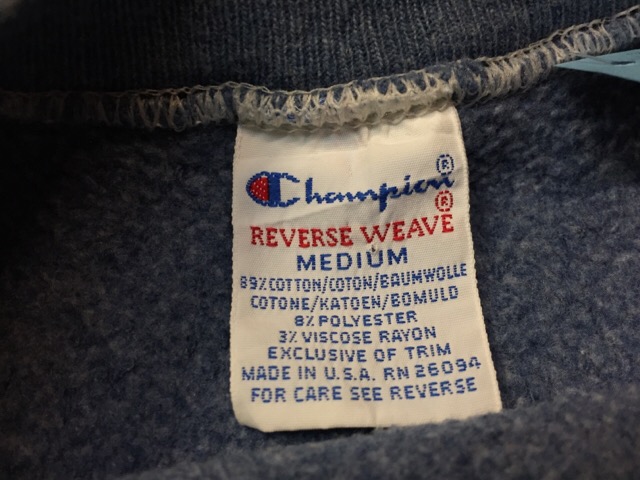 Champion®
REVERSE WEAVE®
MEDIUM
89%COTTON/COTON/BAUMWOLLE
COTONE/KATOEN/BOMULD
8% POLYESTER
3% VISCOSE RAYON
EXCLUSIVE OF TRIM
MADE IN U.S.A. RN 26094
FOR CARE SEE REVERSE